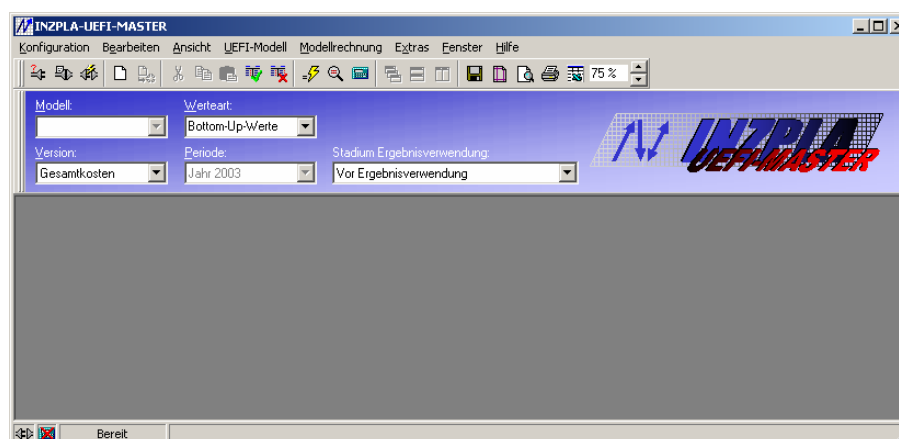 INZPLA-UEFI-MASTER
Konfiguration Bearbeiten Ansicht UEFI-Modell Modellrechnung Extras Fenster Hilfe
75 %
Modell: Werteart:
Bottom-Up-Werte
Version: Periode: Stadium Ergebnisverwendung:
Gesamtkosten Jahr 2003 Vor Ergebnisverwendung
INZPLA
UEFI-MASTER
Bereit